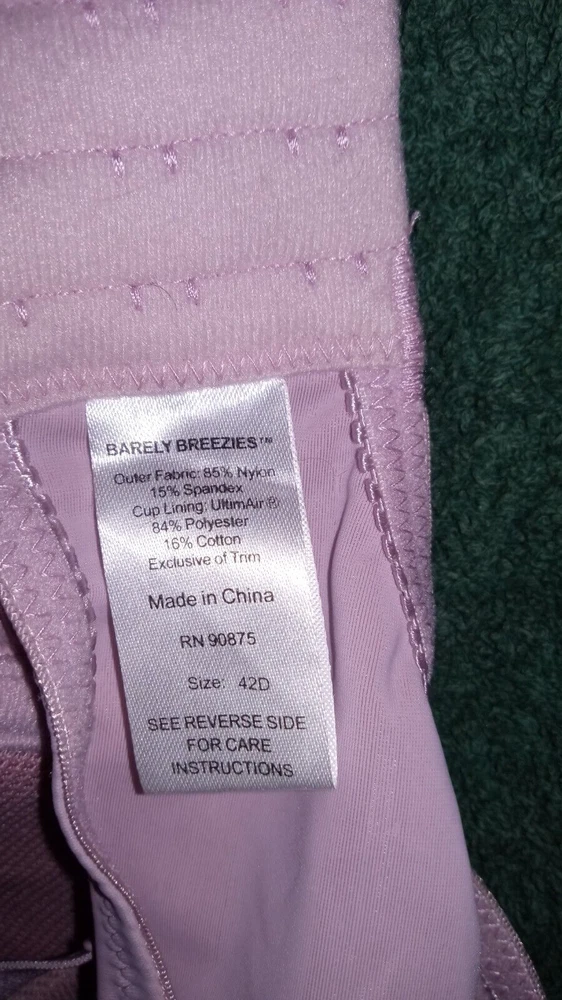 BARELY BREEZIES™
Outer Fabric: 85% Nylon
15% Spandex
Cup Lining: UltimAir®
84% Polyester
16% Cotton
Exclusive of Trim
Made in China
RN 90875
Size: 42D
SEE REVERSE SIDE
FOR CARE
INSTRUCTIONS